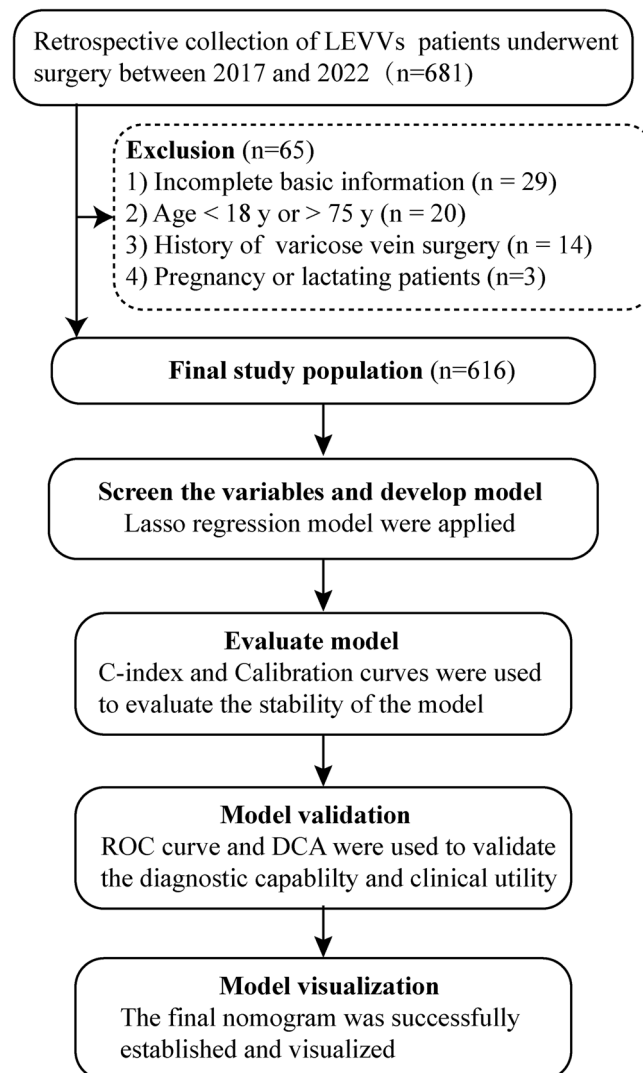 Retrospective collection of LEVVs patients underwent
surgery between 2017 and 2022（n=681)
Exclusion (n=65)
1) Incomplete basic information (n = 29)
2) Age < 18 y or > 75 y (n = 20)
3) History of varicose vein surgery (n = 14)
4) Pregnancy or lactating patients (n=3)
Final study population (n=616)
Screen the variables and develop model
Lasso regression model were applied
Evaluate model
C-index and Calibration curves were used
to evaluate the stability of the model
Model validation
ROC curve and DCA were used to validate
the diagnostic capablilty and clinical utility
Model visualization
The final nomogram was successfully
established and visualized